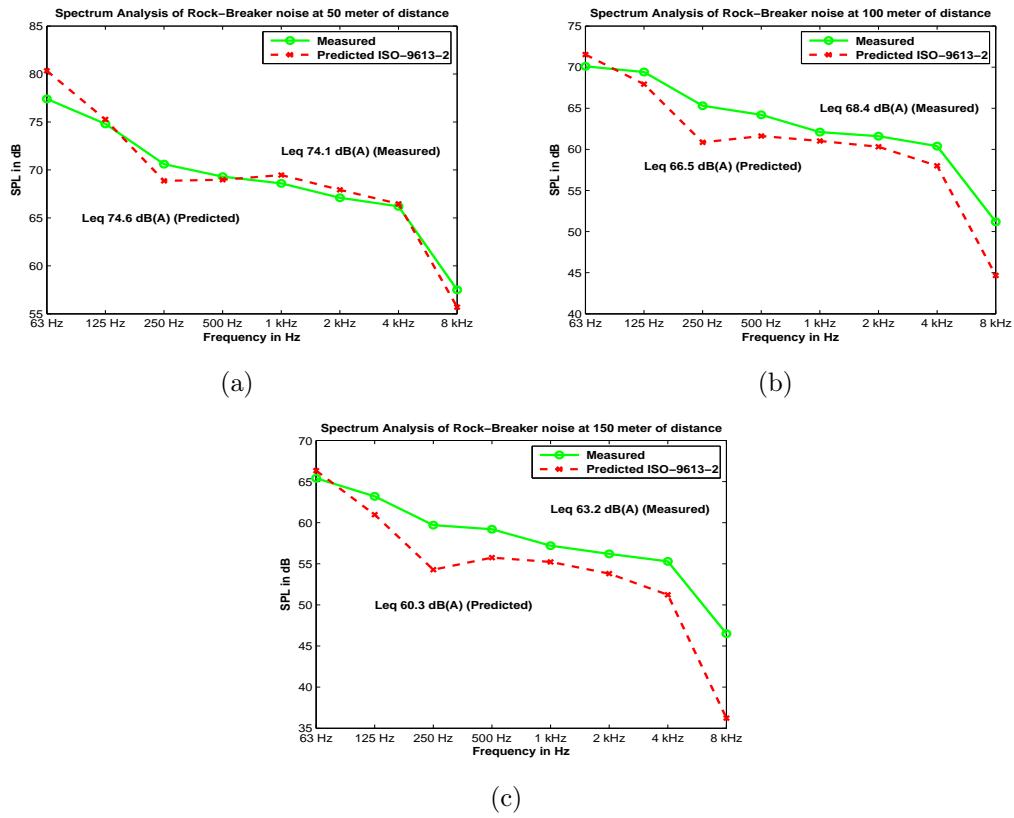 Spectrum Analysis of Rock−Breaker noise at 50 meter of distance
85
80
75
70
65
60
55
SPL in dB
Measured
Predicted ISO−9613−2
Leq 74.1 dB(A) (Measured)
Leq 74.6 dB(A) (Predicted)
63 Hz 125 Hz 250 Hz 500 Hz 1 kHz 2 kHz 4 kHz 8 kHz
Frequency in Hz
(a)
Spectrum Analysis of Rock−Breaker noise at 100 meter of distance
75
70
65
60
55
50
45
40
SPL in dB
Measured
Predicted ISO−9613−2
Leq 68.4 dB(A) (Measured)
Leq 66.5 dB(A) (Predicted)
63 Hz 125 Hz 250 Hz 500 Hz 1 kHz 2 kHz 4 kHz 8 kHz
Frequency in Hz
(b)
Spectrum Analysis of Rock−Breaker noise at 150 meter of distance
70
65
60
55
50
45
40
35
SPL in dB
Measured
Predicted ISO−9613−2
Leq 63.2 dB(A) (Measured)
Leq 60.3 dB(A) (Predicted)
63 Hz 125 Hz 250 Hz 500 Hz 1 kHz 2 kHz 4 kHz 8 kHz
Frequency in Hz
(c)